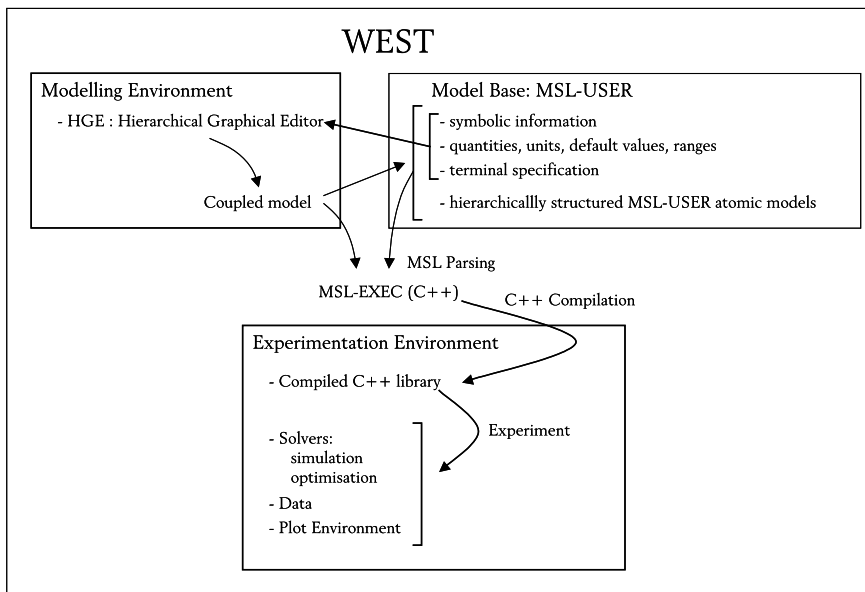 WEST
Modelling Environment
- HGE : Hierarchical Graphical Editor
Coupled model
Model Base: MSL-USER
- symbolic information
- quantities, units, default values, ranges
- terminal specification
- hierarchicallly structured MSL-USER atomic models
MSL Parsing
MSL-EXEC (C++)
C++ Compilation
Experimentation Environment
- Compiled C++ library
Experiment
- Solvers:
simulation
optimisation
- Data
- Plot Environment